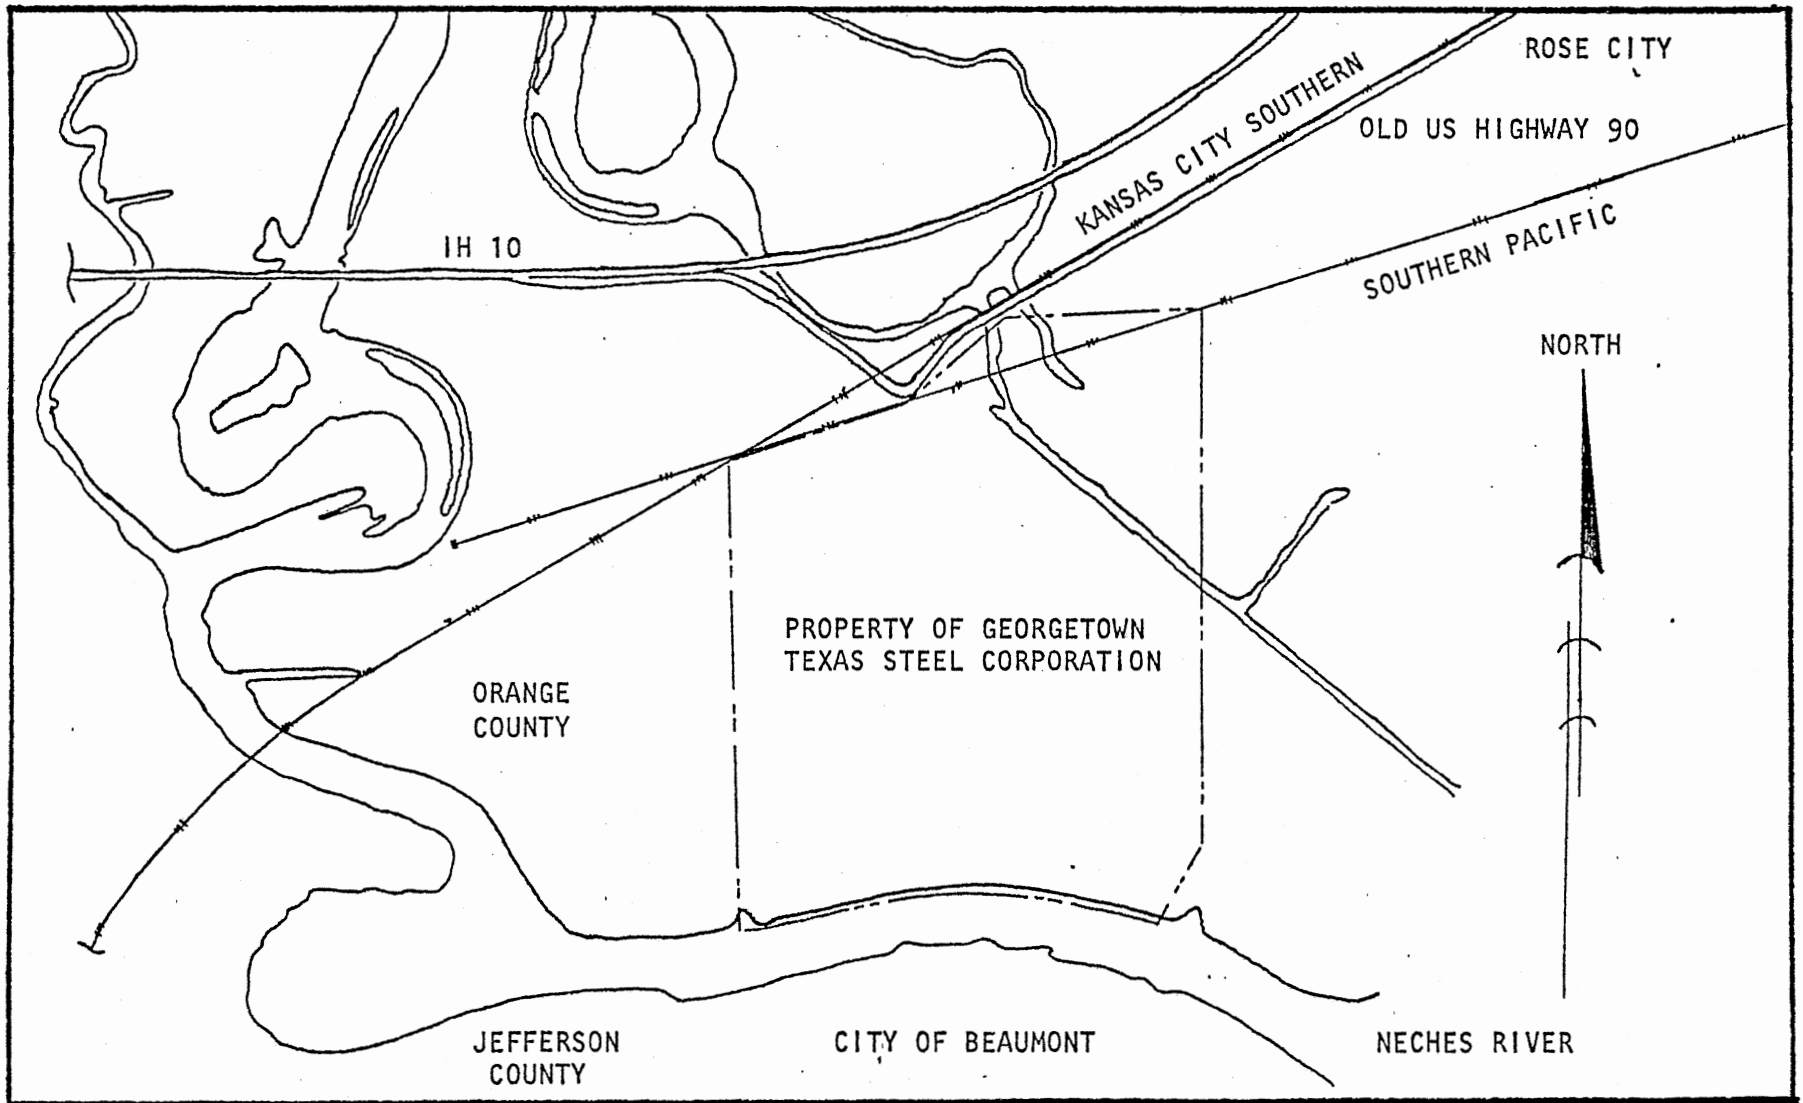 ROSE CITY
KANSAS CITY SOUTHERN
OLD US HIGHWAY 90
IH 10
SOUTHERN PACIFIC
NORTH
PROPERTY OF GEORGETOWN
TEXAS STEEL CORPORATION
ORANGE
COUNTY
JEFFERSON
COUNTY
CITY OF BEAUMONT
NECHES RIVER